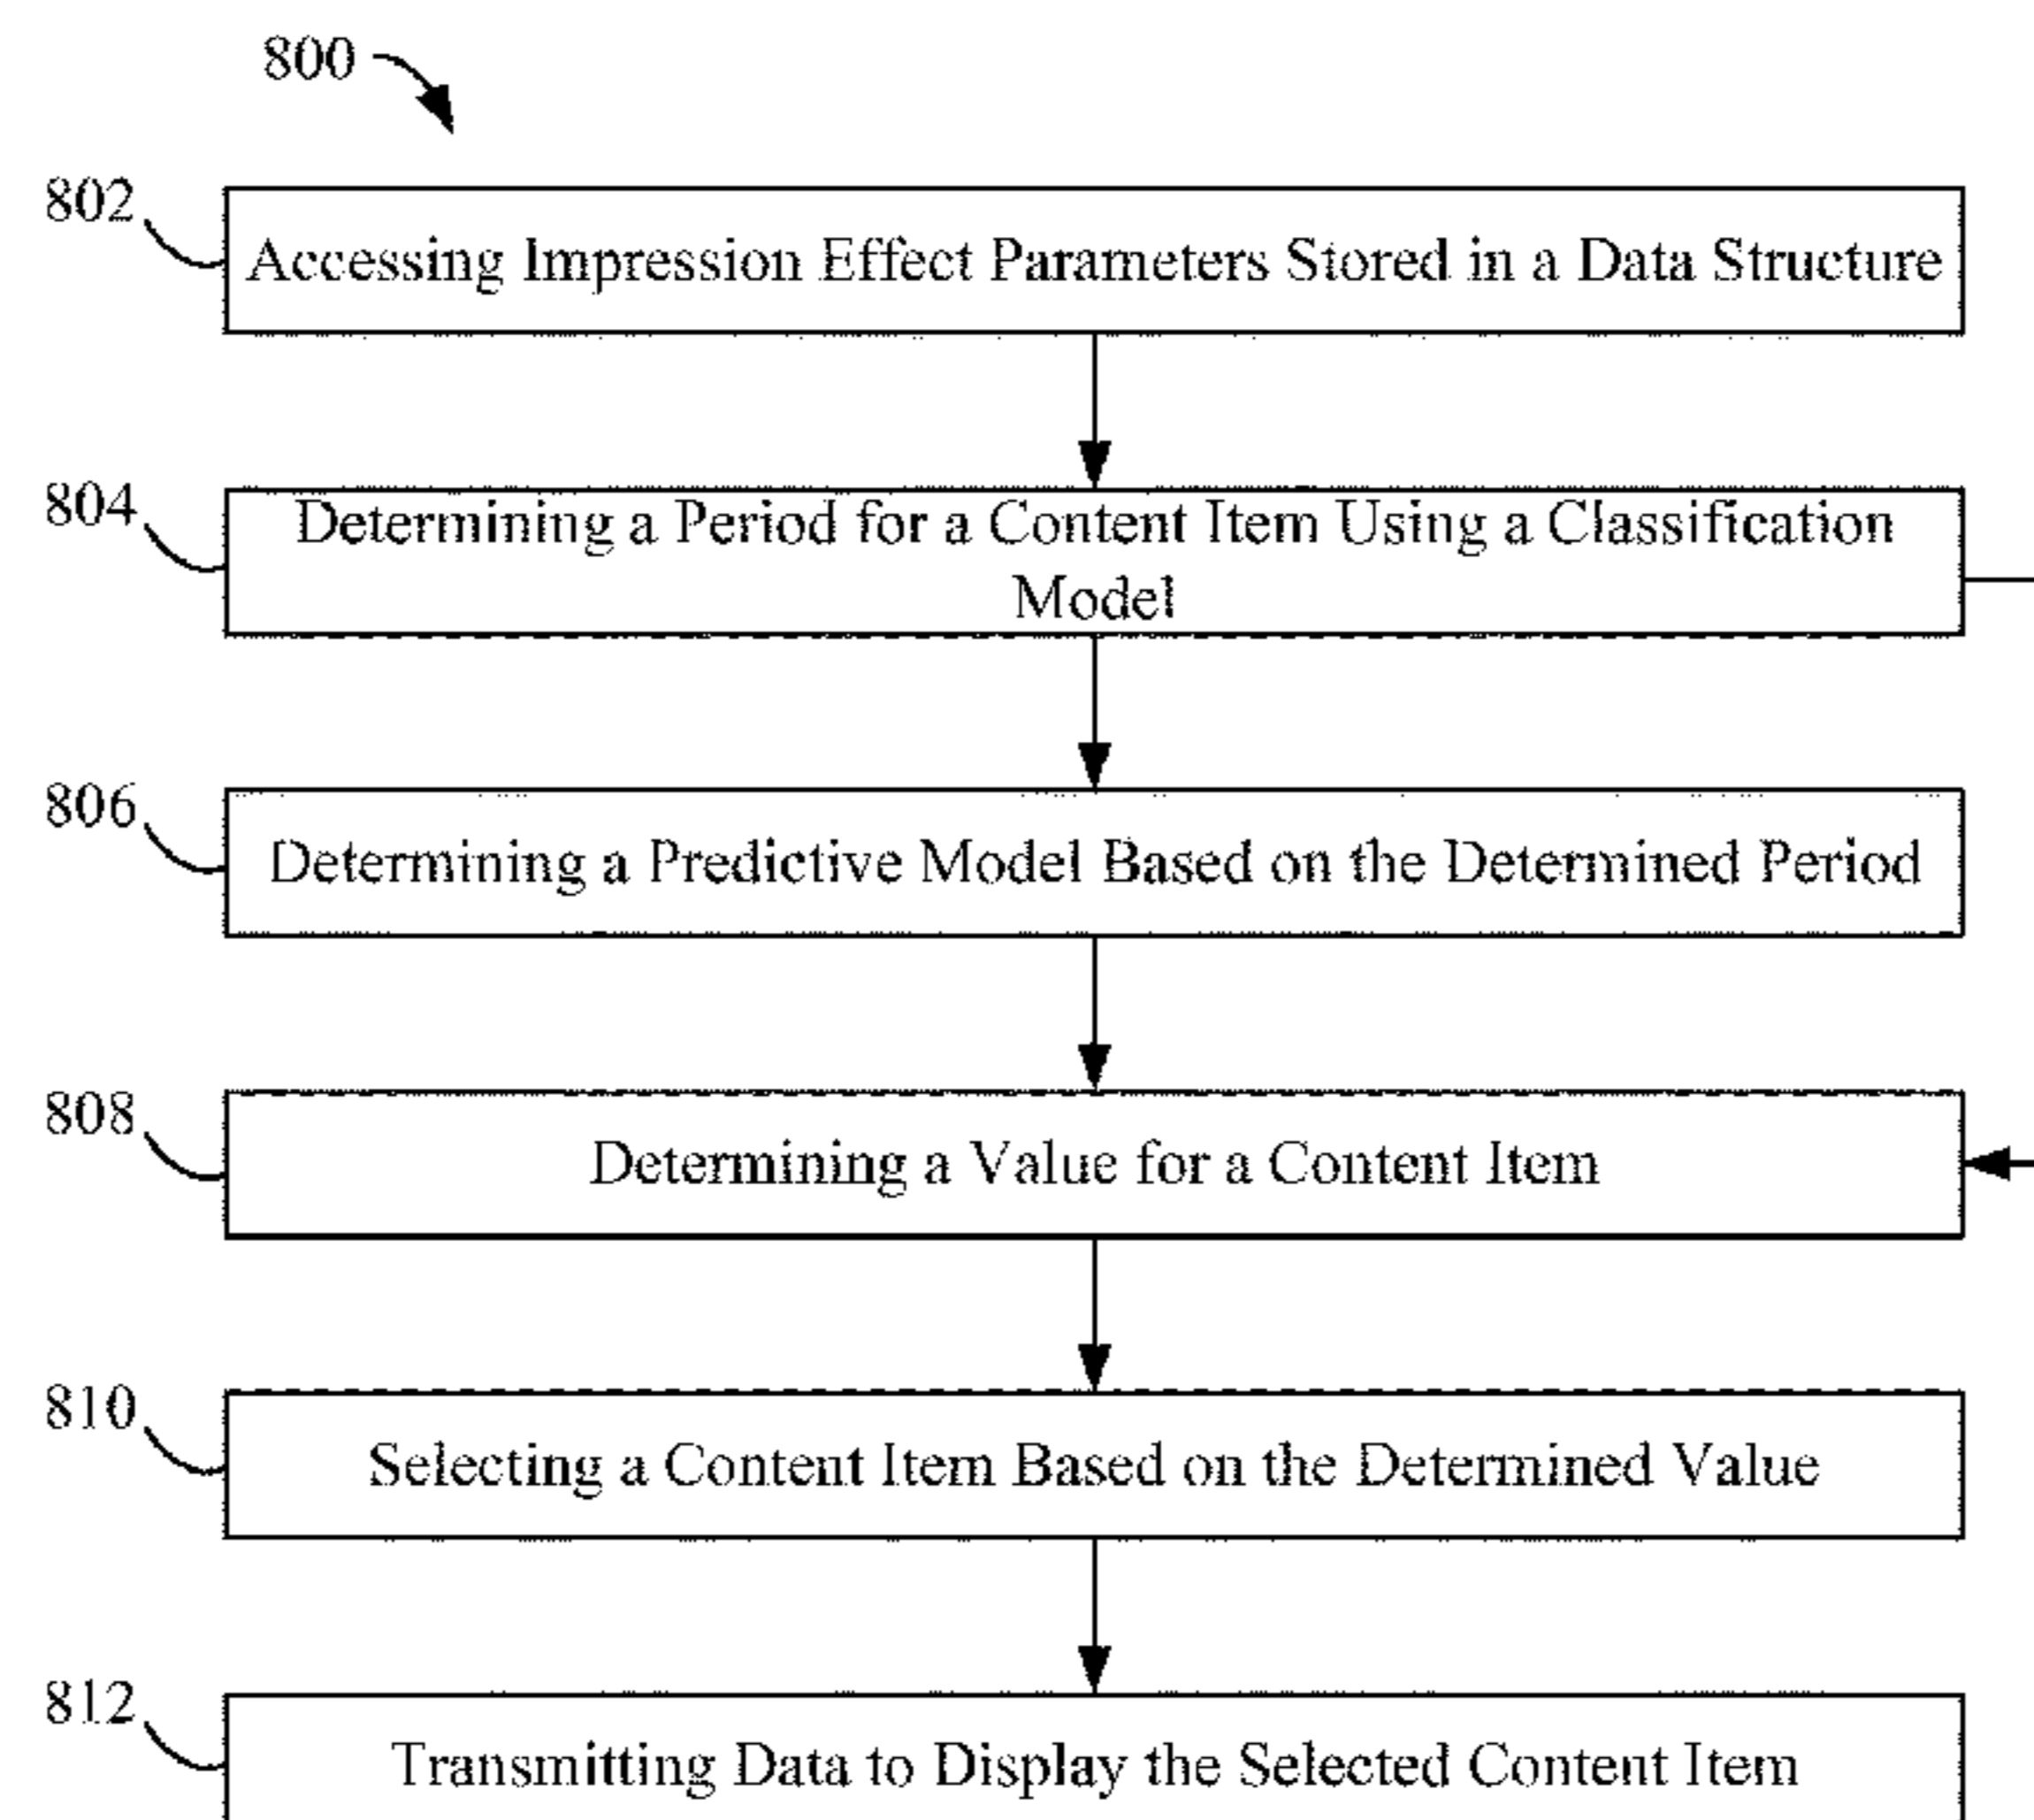 800
802
Accessing Impression Effect Parameters Stored in a Data Structure
804
Determining a Period for a Content Item Using a Classification
Model
806
Determining a Predictive Model Based on the Determined Period
808
Determining a Value for a Content Item
810
Selecting a Content Item Based on the Determined Value
812
Transmitting Data to Display the Selected Content Item